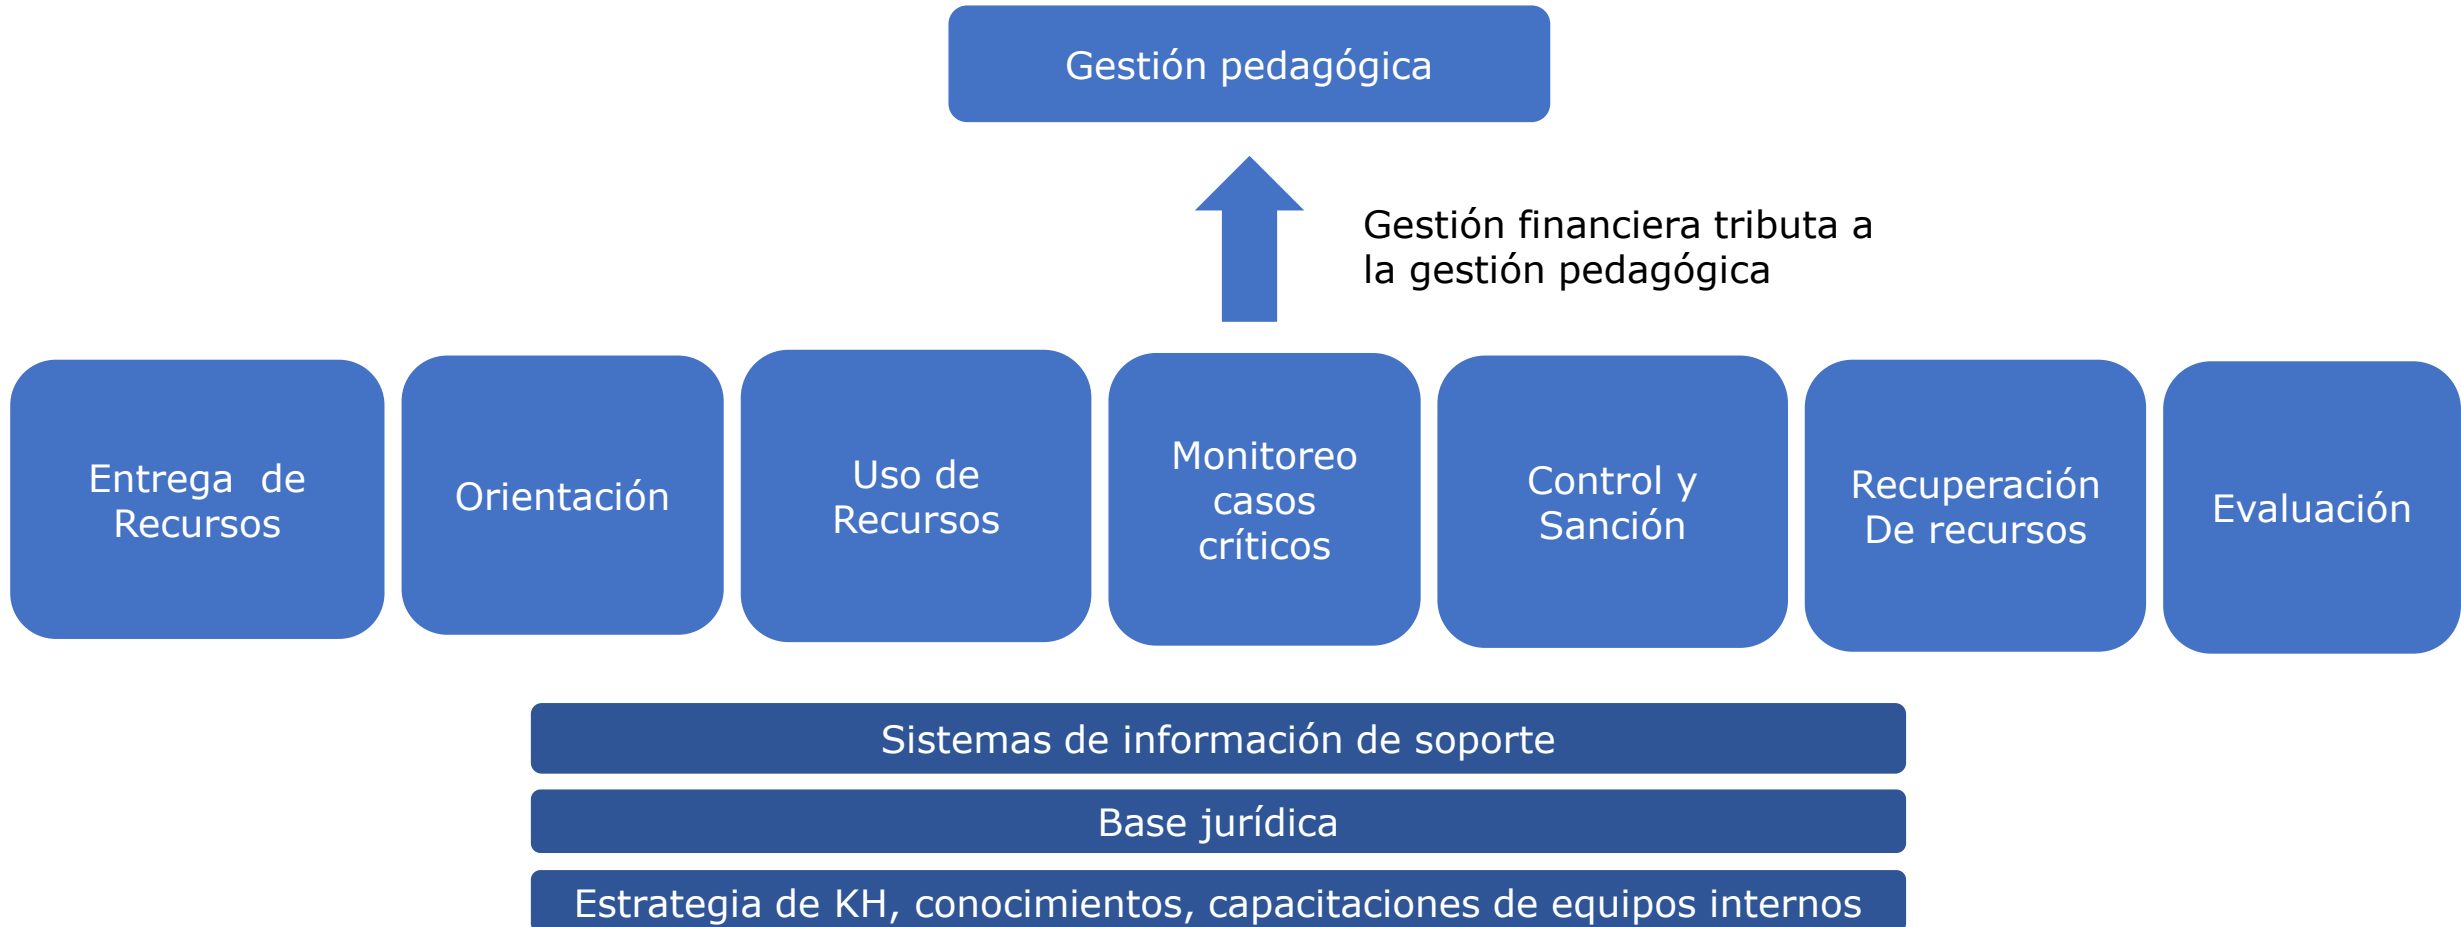 Gestión pedagógica
Gestión financiera tributa a
la gestión pedagógica
Entrega  de
Recursos
Orientación
Uso de
Recursos
Monitoreo
casos
críticos
Control y
Sanción
Recuperación
De recursos
Evaluación
Sistemas de información de soporte
Base jurídica
Estrategia de KH, conocimientos, capacitaciones de equipos internos